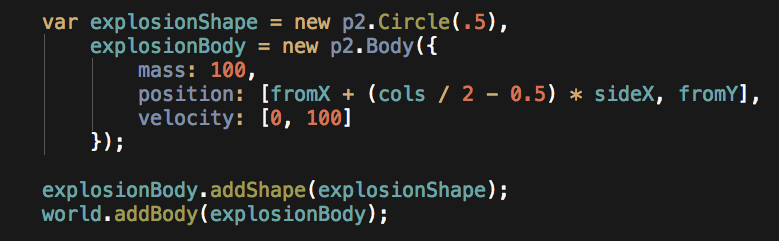 var explosionShape = new p2.Circle(.5),
    explosionBody = new p2.Body({
        mass: 100,
        position: [fromX + (cols / 2 - 0.5) * sideX, fromY],
        velocity: [0, 100]
    });

explosionBody.addShape(explosionShape);
world.addBody(explosionBody);